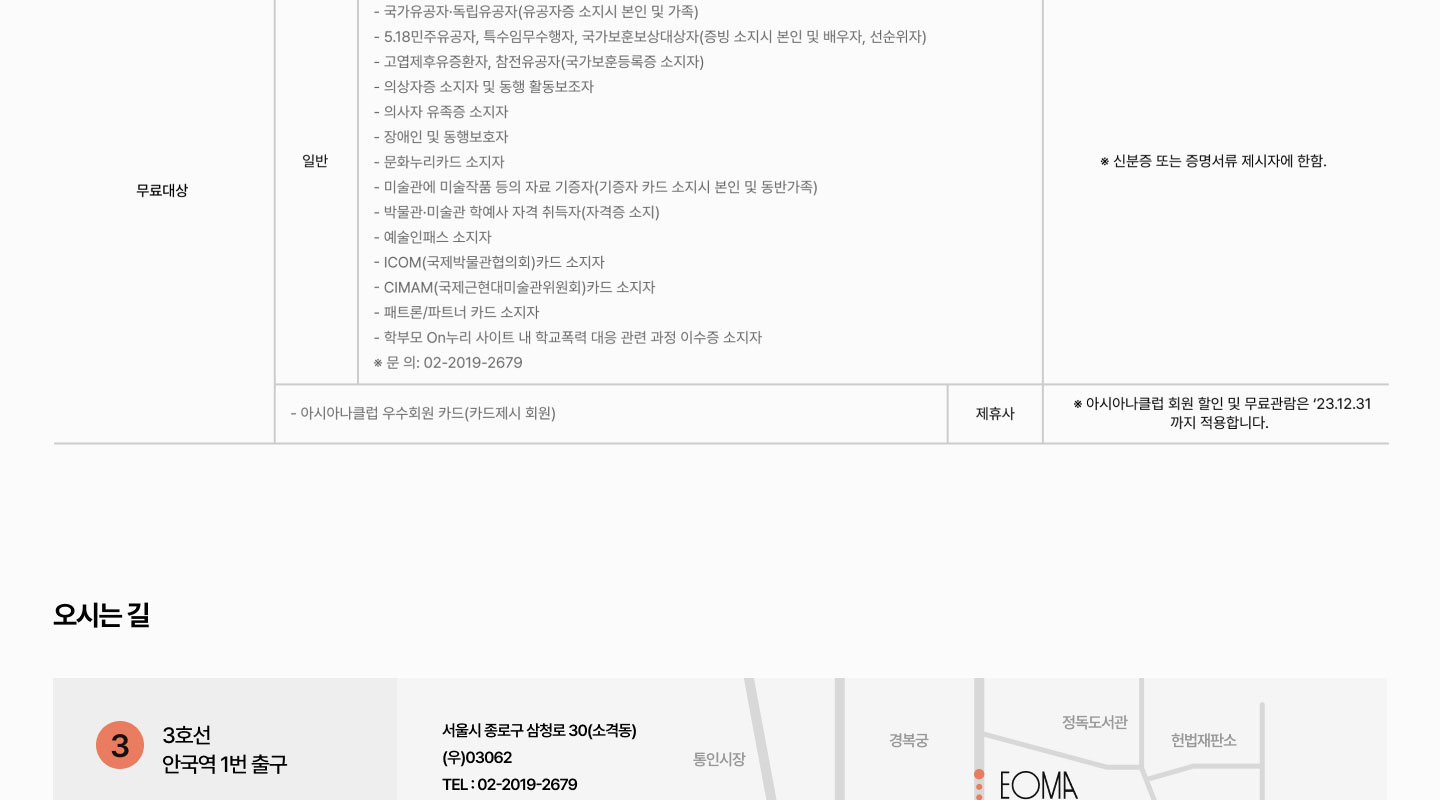 - 국가유공자·독립유공자(유공자증 소지시 본인 및 가족)
- 5.18민주유공자, 특수임무수행자, 국가보훈보상대상자(증빙 소지시 본인 및 배우자, 선순위자)
- 고엽제후유증환자, 참전유공자(국가보훈등록증 소지자)
- 의상자증 소지자 및 동행 활동보조자
- 의사자 유족증 소지자
- 장애인 및 동행보호자
- 문화누리카드 소지자
- 미술관에 미술작품 등의 자료 기증자(기증자 카드 소지시 본인 및 동반가족)
- 박물관·미술관 학예사 자격 취득자(자격증 소지)
- 예술인패스 소지자
- ICOM(국제박물관협의회)카드 소지자
- CIMAM(국제근현대미술관위원회)카드 소지자
- 패트론/파트너 카드 소지자
- 학부모 On누리 사이트 내 학교폭력 대응 관련 과정 이수증 소지자
※ 문 의: 02-2019-2679
일반
※ 신분증 또는 증명서류 제시자에 한함.
무료대상
- 아시아나클럽 우수회원 카드(카드제시 회원)
제휴사
※ 아시아나클럽 회원 할인 및 무료관람은 ‘23.12.31
까지 적용합니다.
오시는 길
3
3호선
안국역 1번 출구
서울시 종로구 삼청로 30(소격동)
(우)03062
TEL : 02-2019-2679
통인시장
경복궁
정독도서관
헌법재판소
EOMA